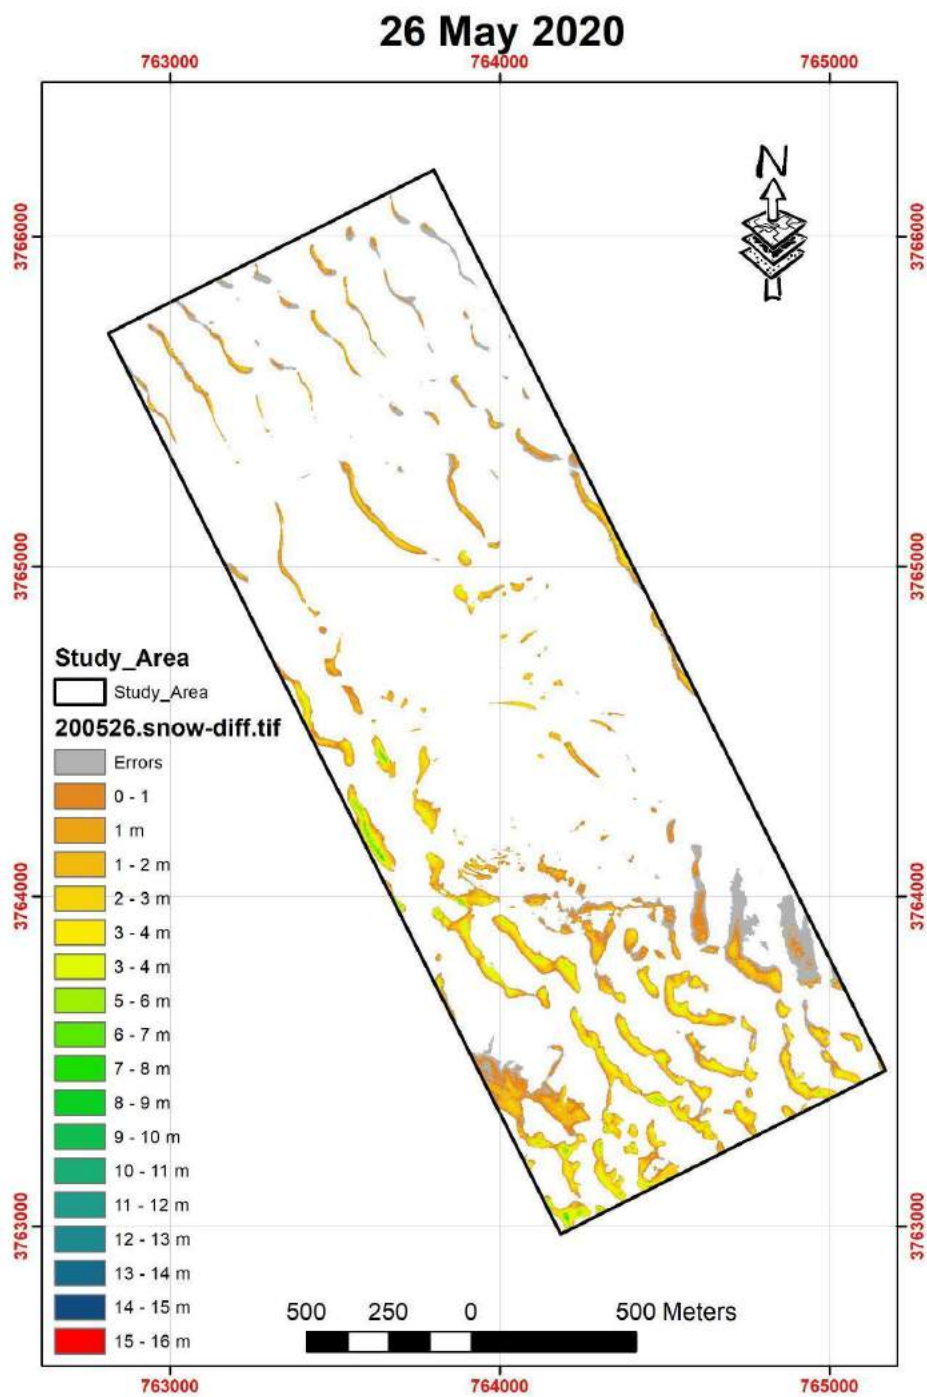 26 May 2020
763000 764000 765000
N
3766000 3766000
3765000 3765000
Study_Area
Study_Area
200526.snow-diff.tif
Errors
0 - 1
1 m
1 - 2 m
2 - 3 m
3 - 4 m
3 - 4 m
5 - 6 m
6 - 7 m
7 - 8 m
8 - 9 m
9 - 10 m
10 - 11 m
11 - 12 m
12 - 13 m
13 - 14 m
14 - 15 m
15 - 16 m
3764000 3764000
3763000 3763000
500 250 0 500 Meters
763000 764000 765000